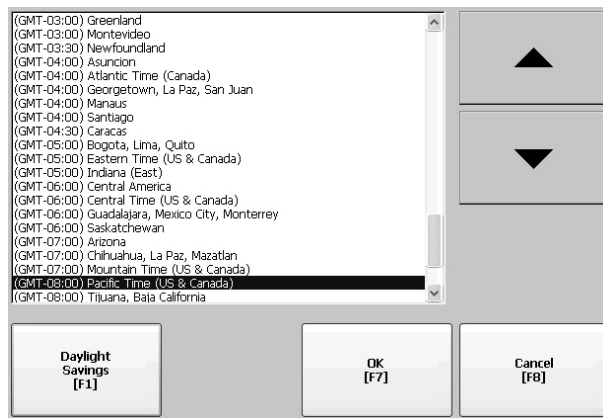 (GMT-03:00) Greenland
(GMT-03:00) Montevideo
(GMT-03:30) Newfoundland
(GMT-04:00) Asuncion
(GMT-04:00) Atlantic Time (Canada)
(GMT-04:00) Georgetown, La Paz, San Juan
(GMT-04:00) Manaus
(GMT-04:00) Santiago
(GMT-04:30) Caracas
(GMT-05:00) Bogota, Lima, Quito
(GMT-05:00) Eastern Time (US & Canada)
(GMT-05:00) Indiana (East)
(GMT-06:00) Central America
(GMT-06:00) Central Time (US & Canada)
(GMT-06:00) Guadalajara, Mexico City, Monterrey
(GMT-06:00) Saskatchewan
(GMT-07:00) Arizona
(GMT-07:00) Chihuahua, La Paz, Mazatlan
(GMT-07:00) Mountain Time (US & Canada)
(GMT-08:00) Pacific Time (US & Canada)
(GMT-08:00) Tijuana, Baja California
Daylight
Savings
[F1]
OK
[F7]
Cancel
[F8]